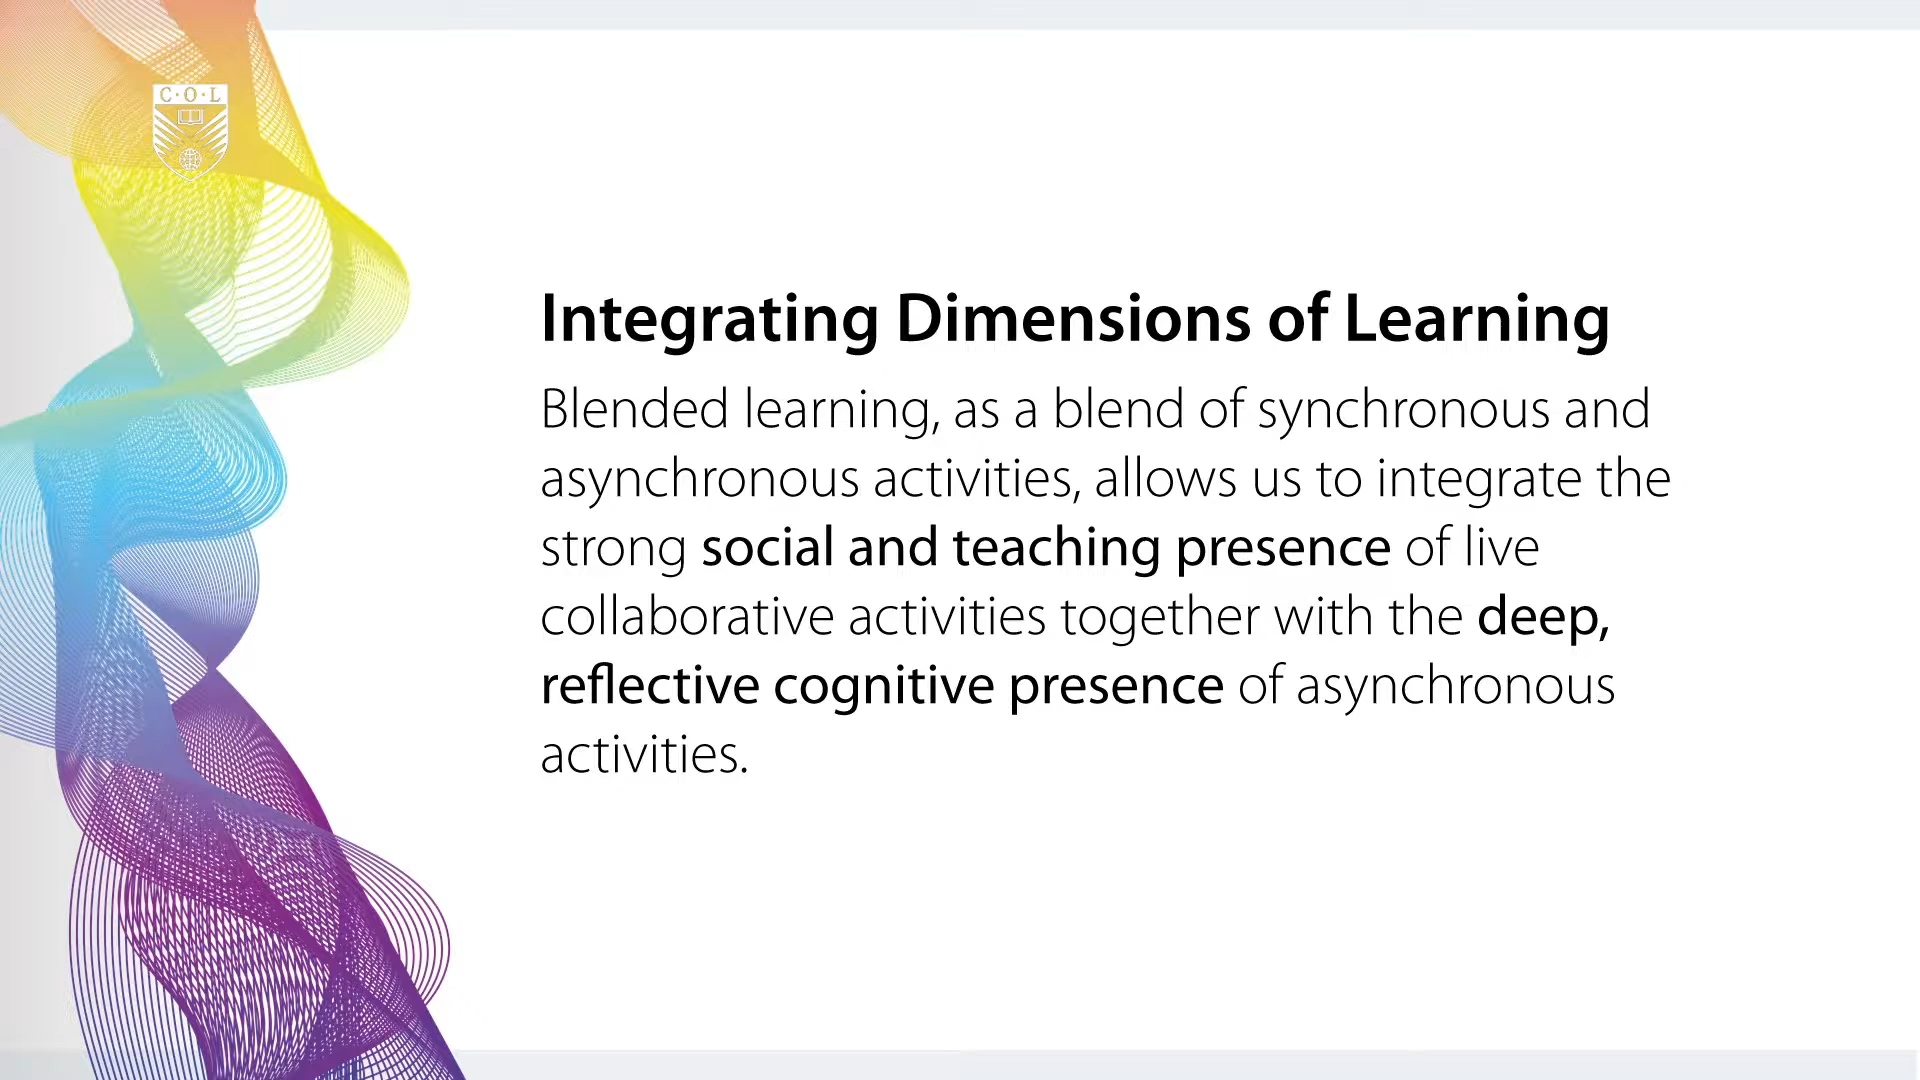 C·O·L
Integrating Dimensions of Learning
Blended learning, as a blend of synchronous and
asynchronous activities, allows us to integrate the
strong social and teaching presence of live
collaborative activities together with the deep,
reflective cognitive presence of asynchronous
activities.